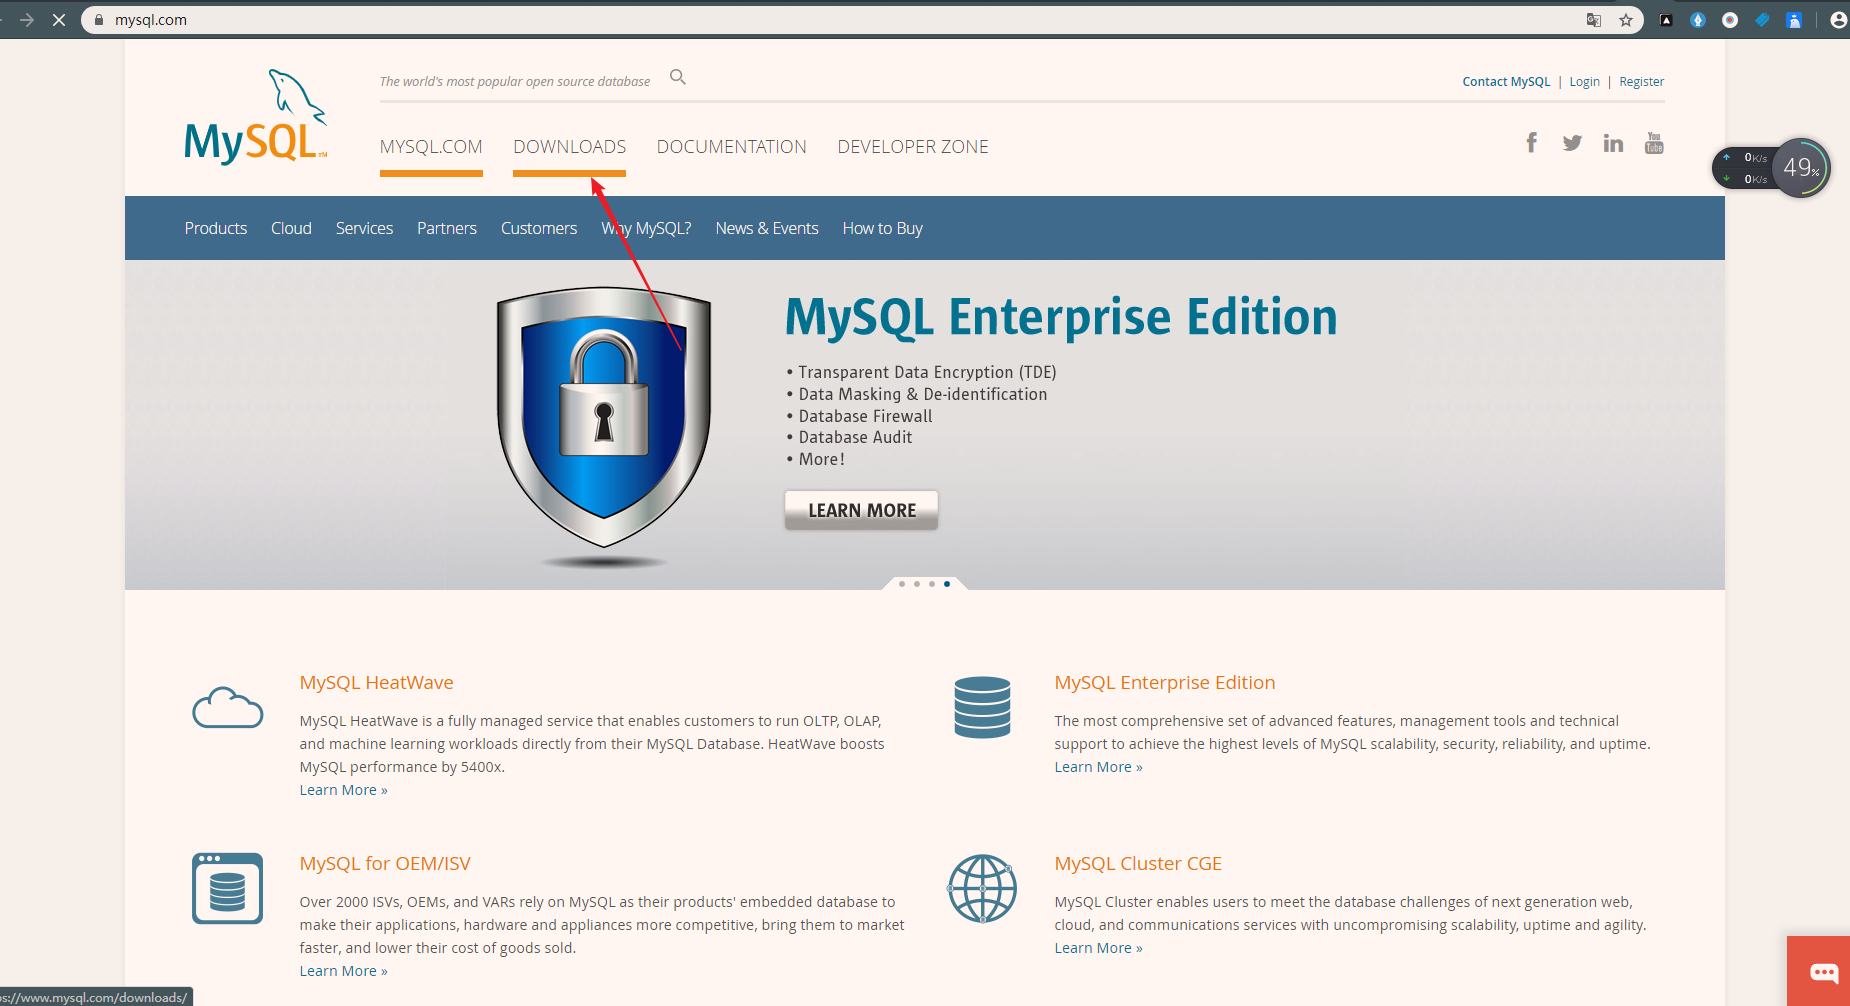 mysql.com
The world's most popular open source database
Contact MySQL | Login | Register
MySQL™
MYSQL.COM DOWNLOADS DOCUMENTATION DEVELOPER ZONE
You
Tube
0K/s
0K/s
49%
Products Cloud Services Partners Customers Why MySQL? News & Events How to Buy
MySQL Enterprise Edition
• Transparent Data Encryption (TDE)
• Data Masking & De-identification
• Database Firewall
• Database Audit
• More!
LEARN MORE
MySQL HeatWave
MySQL HeatWave is a fully managed service that enables customers to run OLTP, OLAP,
and machine learning workloads directly from their MySQL Database. HeatWave boosts
MySQL performance by 5400x.
Learn More »
MySQL Enterprise Edition
The most comprehensive set of advanced features, management tools and technical
support to achieve the highest levels of MySQL scalability, security, reliability, and uptime.
Learn More »
MySQL for OEM/ISV
Over 2000 ISVs, OEMs, and VARs rely on MySQL as their products' embedded database to
make their applications, hardware and appliances more competitive, bring them to market
faster, and lower their cost of goods sold.
Learn More »
MySQL Cluster CGE
MySQL Cluster enables users to meet the database challenges of next generation web,
cloud, and communications services with uncompromising scalability, uptime and agility.
Learn More »
ps://www.mysql.com/downloads/